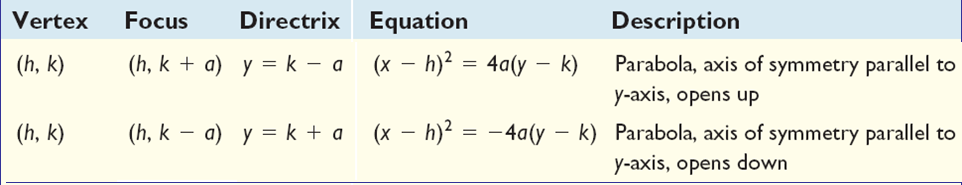 Vertex Focus Directrix Equation Description
(h, k) (h, k + a) y = k − a (x − h)² = 4a(y − k) Parabola, axis of symmetry parallel to
y-axis, opens up
(h, k) (h, k − a) y = k + a (x − h)² = −4a(y − k) Parabola, axis of symmetry parallel to
y-axis, opens down